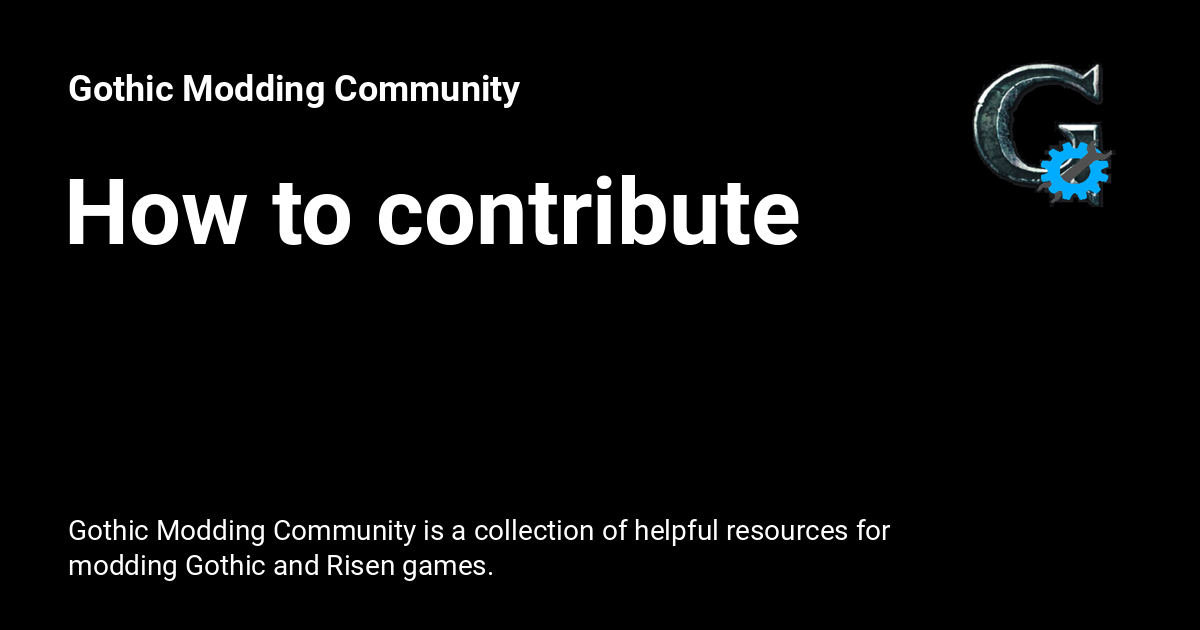 Gothic Modding Community
How to contribute
Gothic Modding Community is a collection of helpful resources for
modding Gothic and Risen games.
G